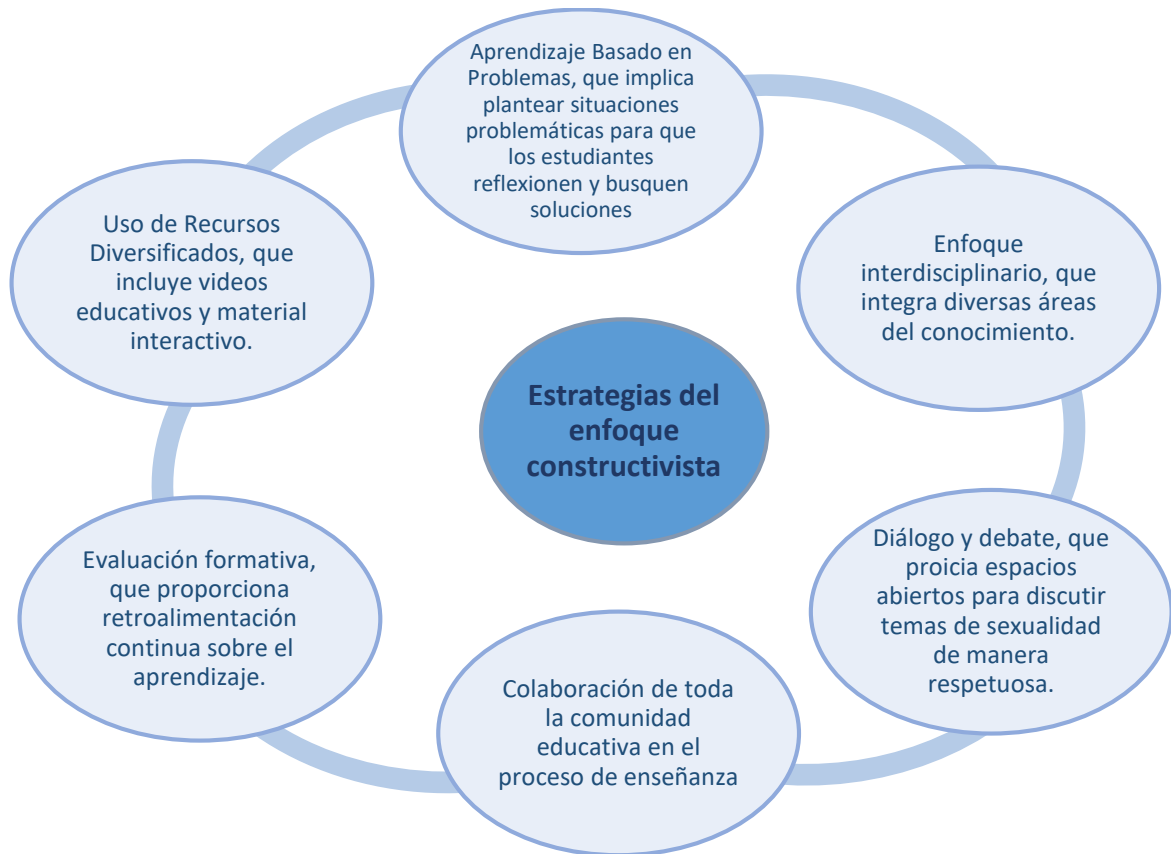 Aprendizaje Basado en
Problemas, que implica
plantear situaciones
problemáticas para que
los estudiantes
reflexionen y busquen
soluciones
Enfoque
interdisciplinario, que
integra diversas áreas
del conocimiento.
Diálogo y debate, que
proicia espacios
abiertos para discutir
temas de sexualidad
de manera
respetuosa.
Colaboración de toda
la comunidad
educativa en el
proceso de enseñanza
Evaluación formativa,
que proporciona
retroalimentación
continua sobre el
aprendizaje.
Uso de Recursos
Diversificados, que
incluye videos
educativos y material
interactivo.
Estrategias del
enfoque
constructivista